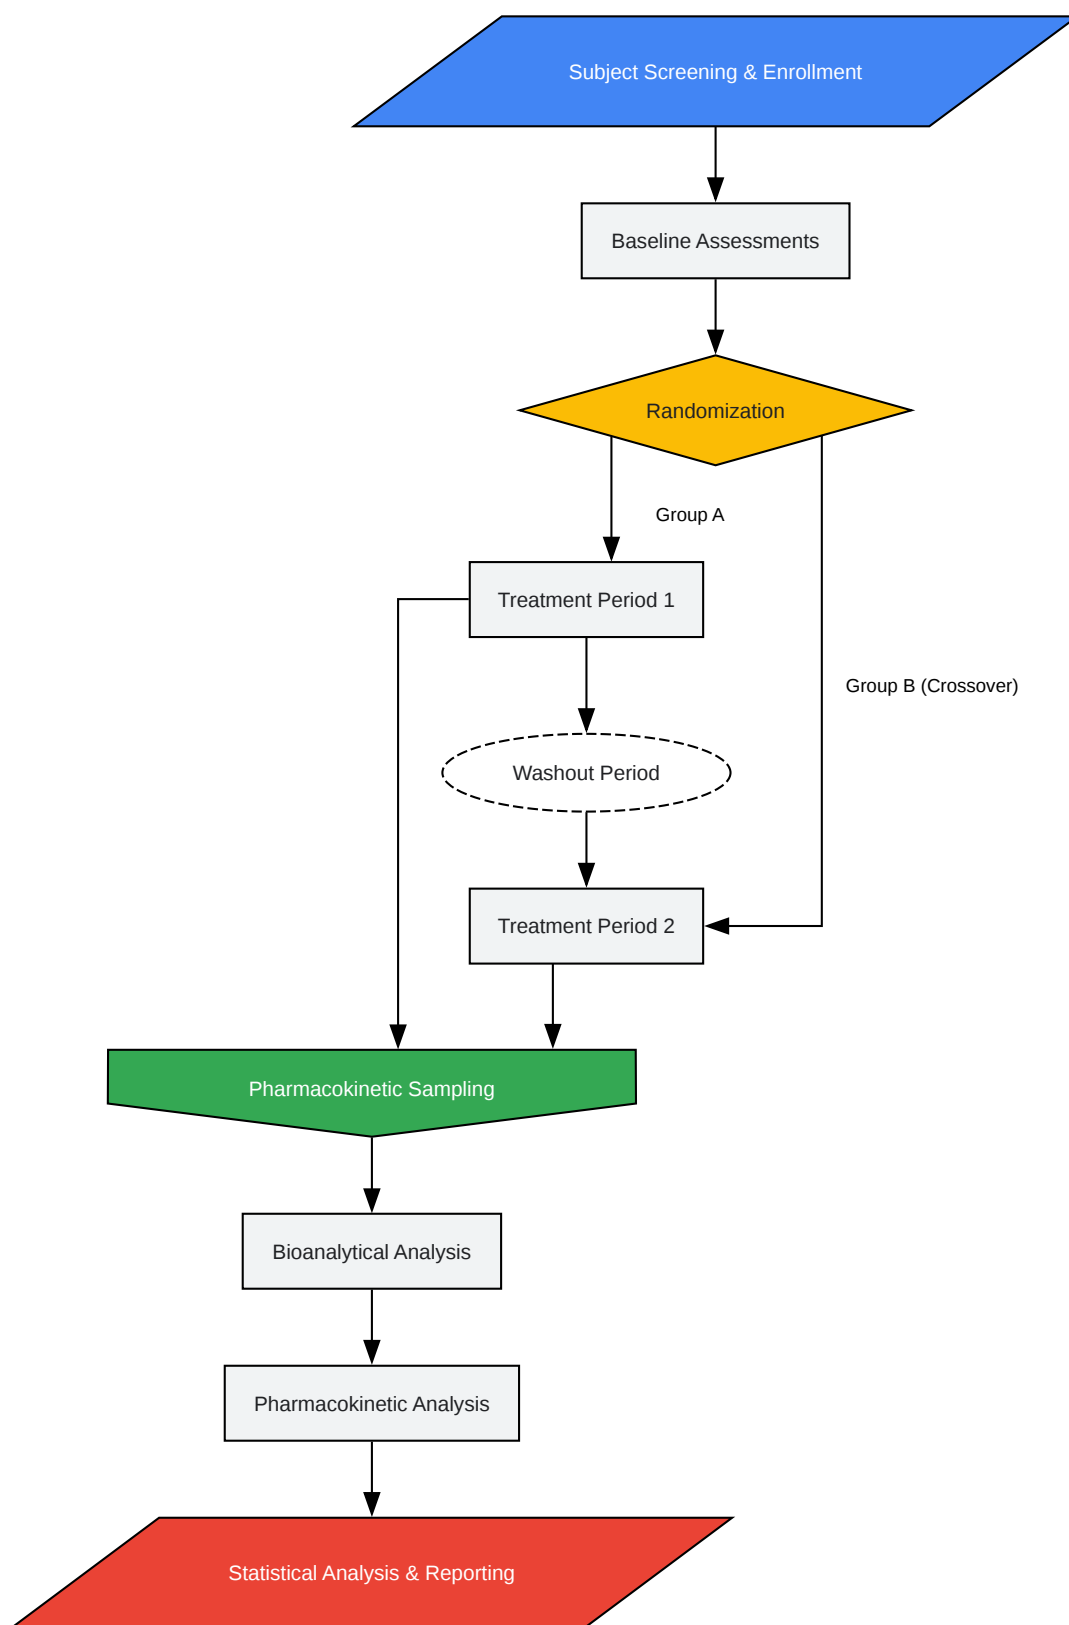 Subject Screening & Enrollment
Baseline Assessments
Randomization
Group A
Treatment Period 1
Group B (Crossover)
Washout Period
Treatment Period 2
Pharmacokinetic Sampling
Bioanalytical Analysis
Pharmacokinetic Analysis
Statistical Analysis & Reporting